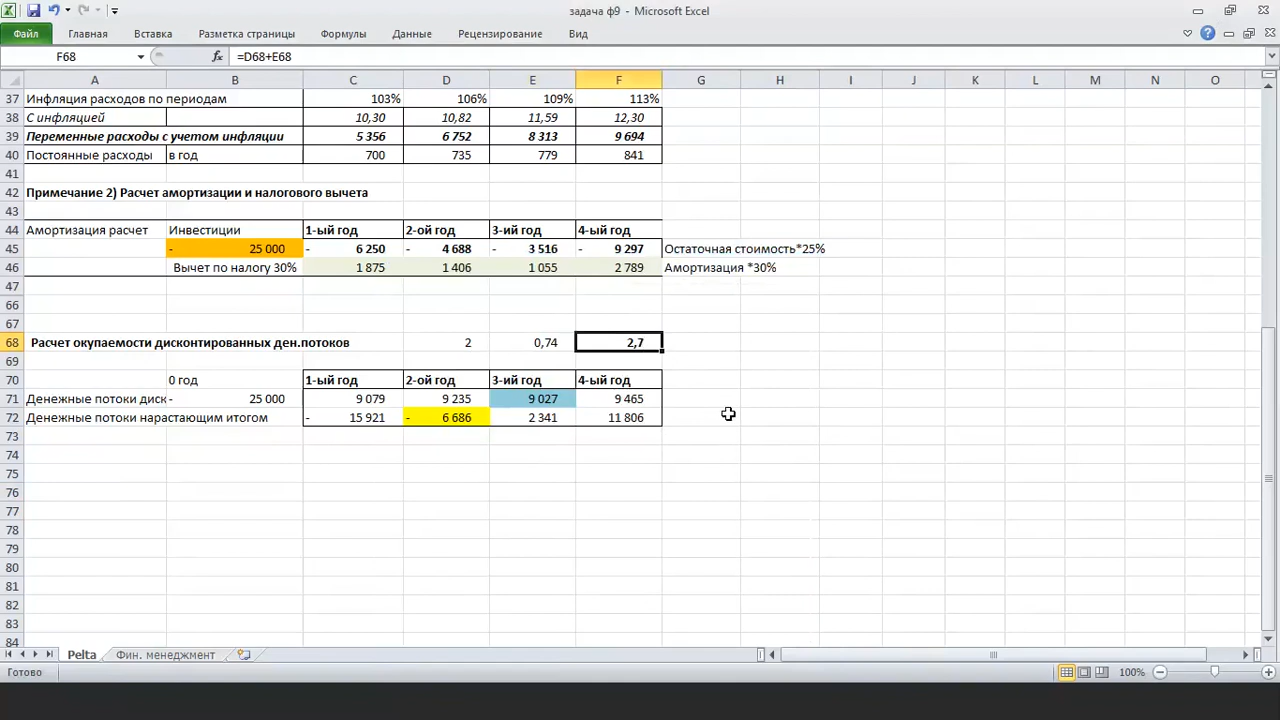 задача ф9 - Microsoft Excel
Файл Главная Вставка Разметка страницы Формулы Данные Рецензирование Вид
F68 fx =D68+E68
A B C D E F G H I J K L M N O
37 Инфляция расходов по периодам 103% 106% 109% 113%
38 С инфляцией 10,30 10,82 11,59 12,30
39 Переменные расходы с учетом инфляции 5 356 6 752 8 313 9 694
40 Постоянные расходы в год 700 735 779 841
41
42 Примечание 2) Расчет амортизации и налогового вычета
43
44 Амортизация расчет Инвестиции 1-ый год 2-ой год 3-ий год 4-ый год
45 - 25 000 - 6 250 - 4 688 - 3 516 - 9 297 Остаточная стоимость*25%
46 Вычет по налогу 30% 1 875 1 406 1 055 2 789 Амортизация *30%
47
66
67
68 Расчет окупаемости дисконтированных ден.потоков 2 0,74 2,7
69
70 0 год 1-ый год 2-ой год 3-ий год 4-ый год
71 Денежные потоки диск - 25 000 9 079 9 235 9 027 9 465
72 Денежные потоки нарастающим итогом - 15 921 - 6 686 2 341 11 806
73
74
75
76
77
78
79
80
81
82
83
84
Pelta Фин. менеджмент
Готово 100%